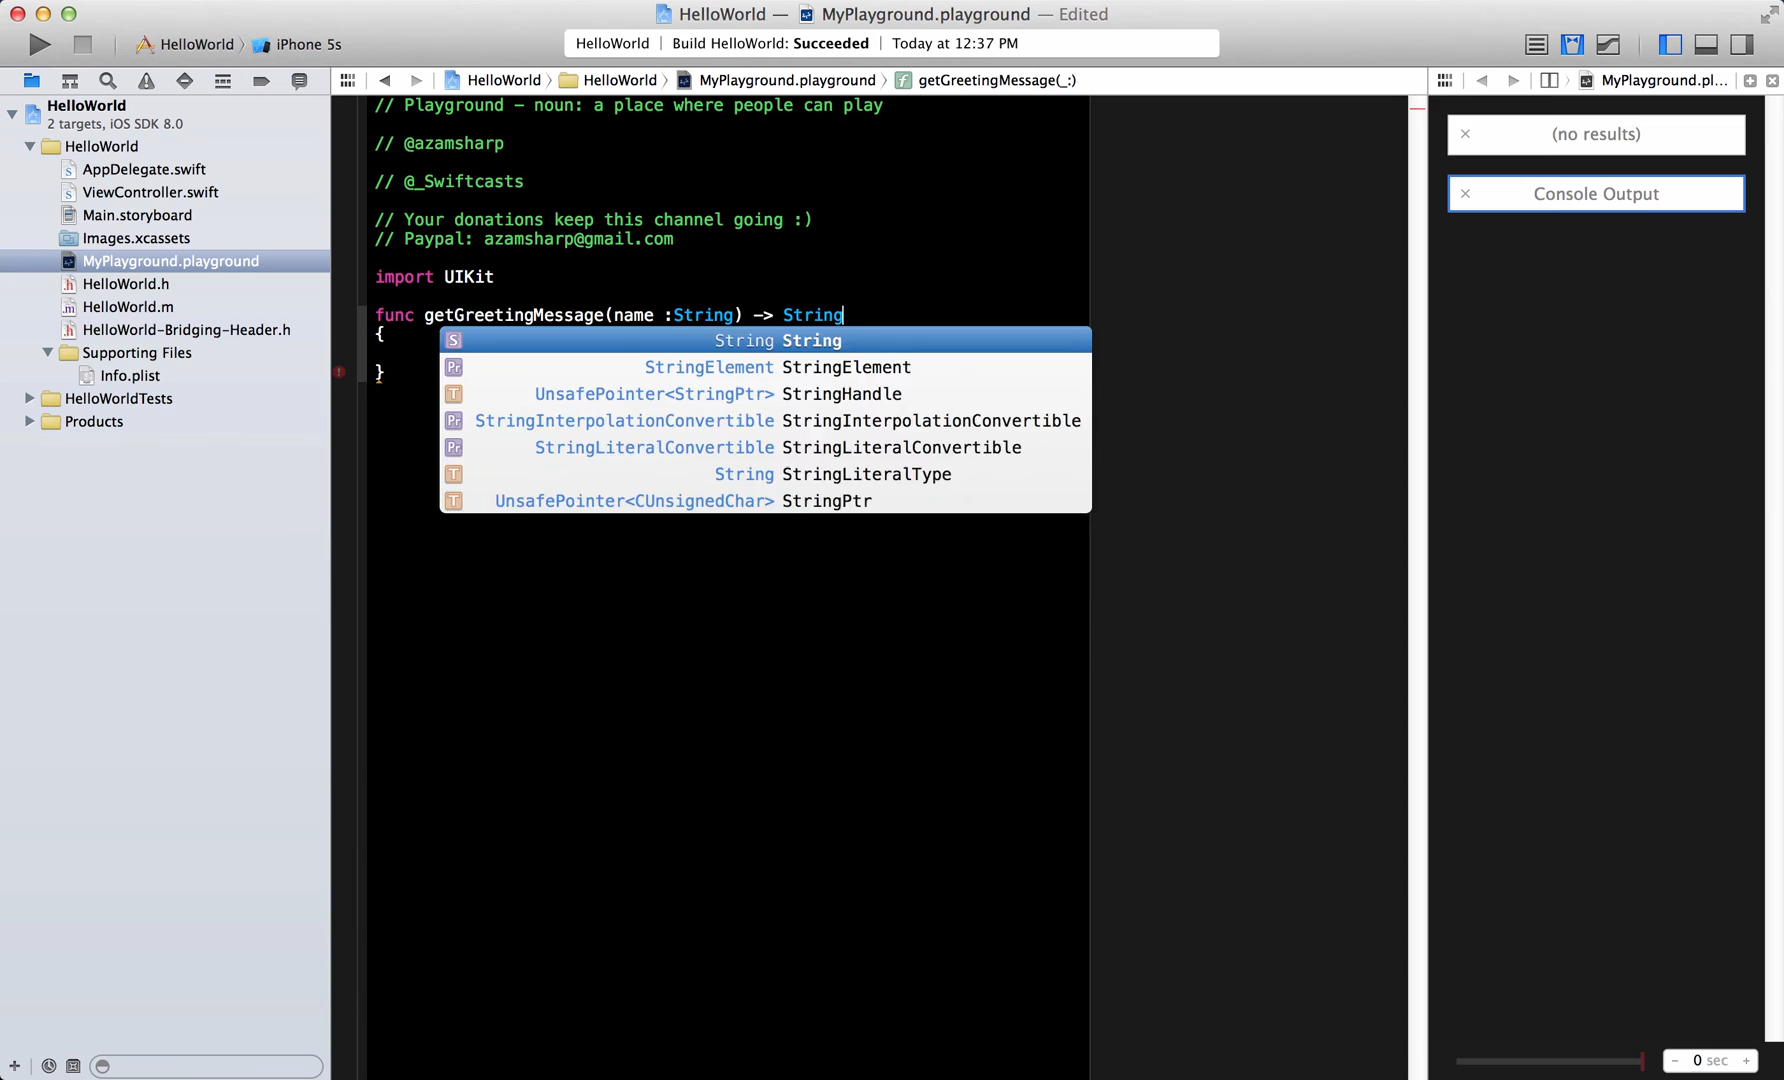 HelloWorld — MyPlayground.playground — Edited
HelloWorld 〉 iPhone 5s
HelloWorld | Build HelloWorld: Succeeded | Today at 12:37 PM
HelloWorld 〉 HelloWorld 〉 MyPlayground.playground 〉 f getGreetingMessage(_:)
MyPlayground.pl...
HelloWorld
2 targets, iOS SDK 8.0
HelloWorld
AppDelegate.swift
ViewController.swift
Main.storyboard
Images.xcassets
MyPlayground.playground
HelloWorld.h
HelloWorld.m
HelloWorld-Bridging-Header.h
Supporting Files
Info.plist
HelloWorldTests
Products
// Playground - noun: a place where people can play
// @azamsharp
// @_Swiftcasts
// Your donations keep this channel going :)
// Paypal: azamsharp@gmail.com
import UIKit
func getGreetingMessage(name :String) -> String
{
}
S String String
Pr StringElement StringElement
T UnsafePointer<StringPtr> StringHandle
Pr StringInterpolationConvertible StringInterpolationConvertible
Pr StringLiteralConvertible StringLiteralConvertible
T String StringLiteralType
T UnsafePointer<CUnsignedChar> StringPtr
(no results)
Console Output
- 0 sec +